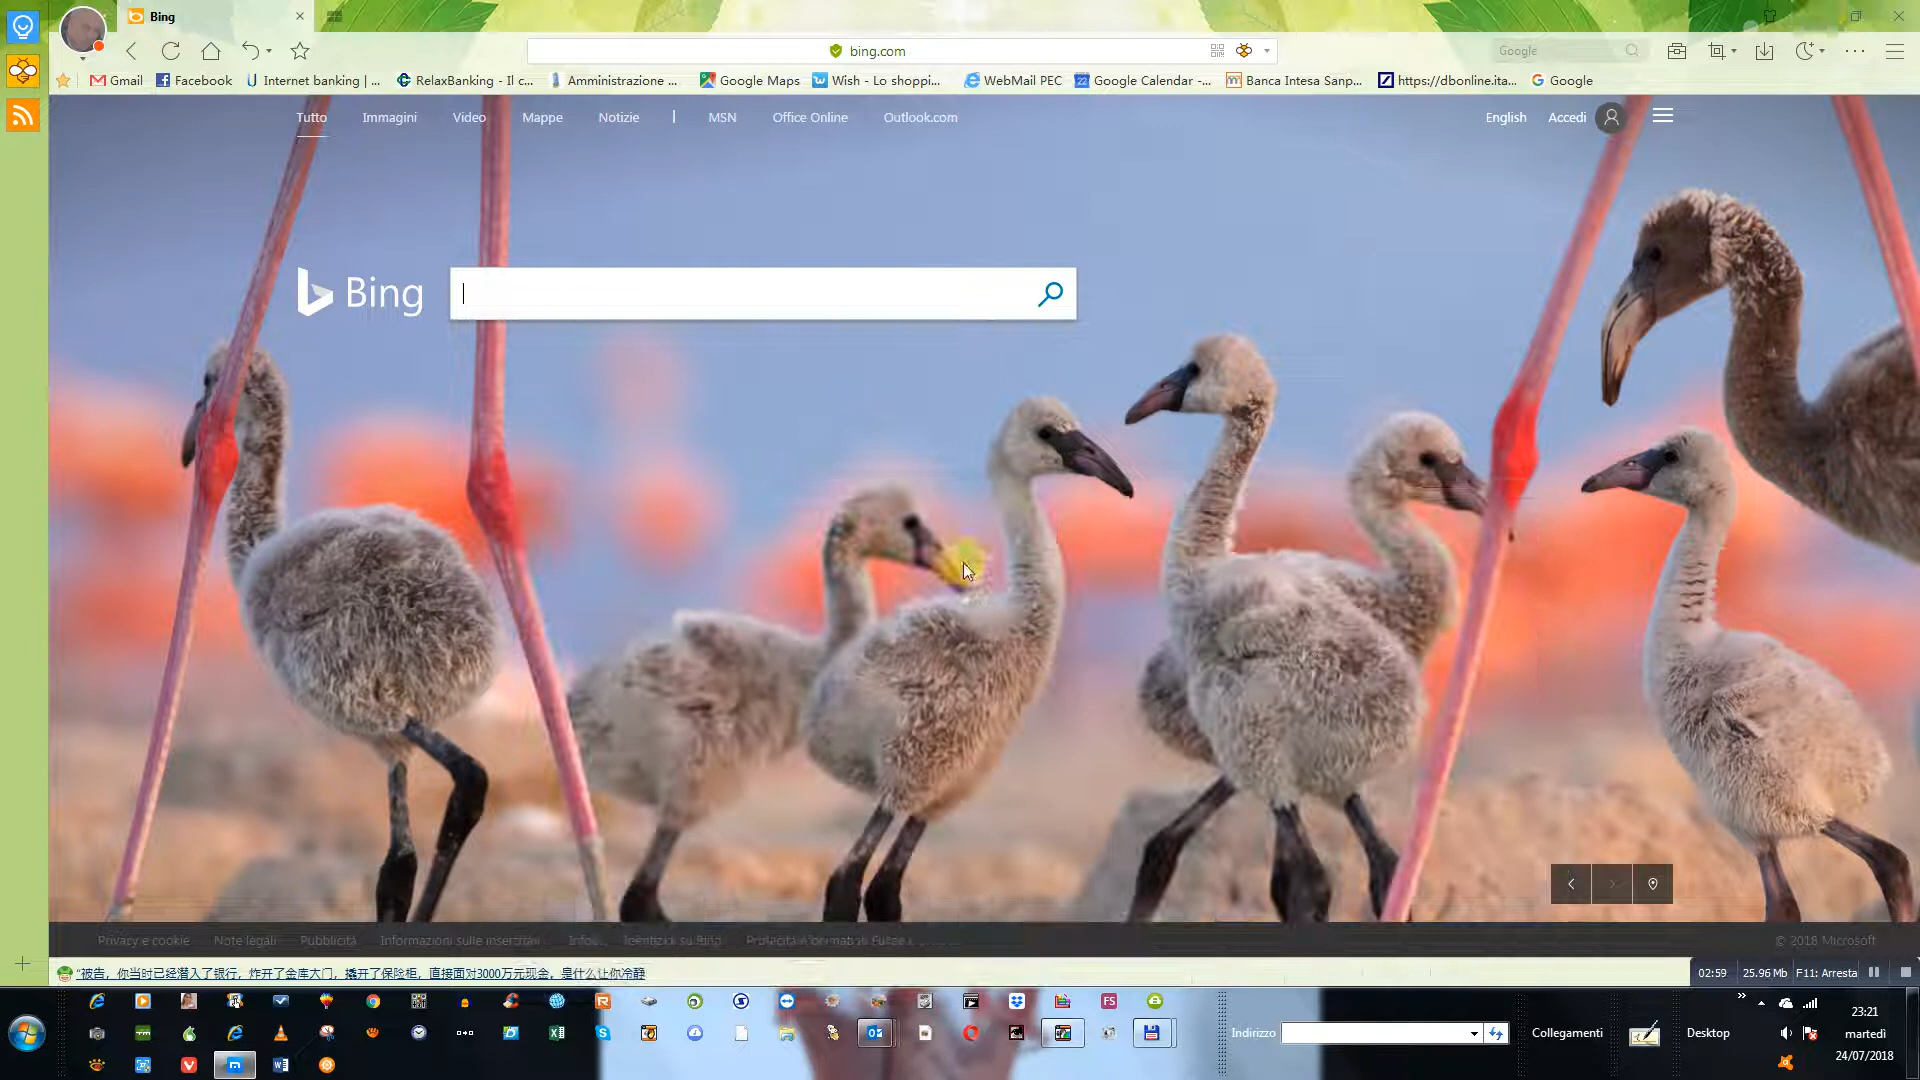 Bing
bing.com
Google
Gmail
Facebook
Internet banking | ...
RelaxBanking - Il c...
Amministrazione ...
Google Maps
Wish - Lo shoppi...
WebMail PEC
Google Calendar -...
Banca Intesa Sanp...
https://dbonline.ita...
Google
Tutto
Immagini
Video
Mappe
Notizie
|
MSN
Office Online
Outlook.com
English
Accedi
Bing
Privacy e cookie
Note legali
Pubblicità
Informazioni sulle inserzioni
© 2018 Microsoft
"被告，你当时已经潜入了银行，炸开了金库大门，撬开了保险柜，直接面对3000万元现金，是什么让你冷静
02:59
25.96 Mb
F11: Arresta
Indirizzo
Collegamenti
Desktop
23:21
martedì
24/07/2018